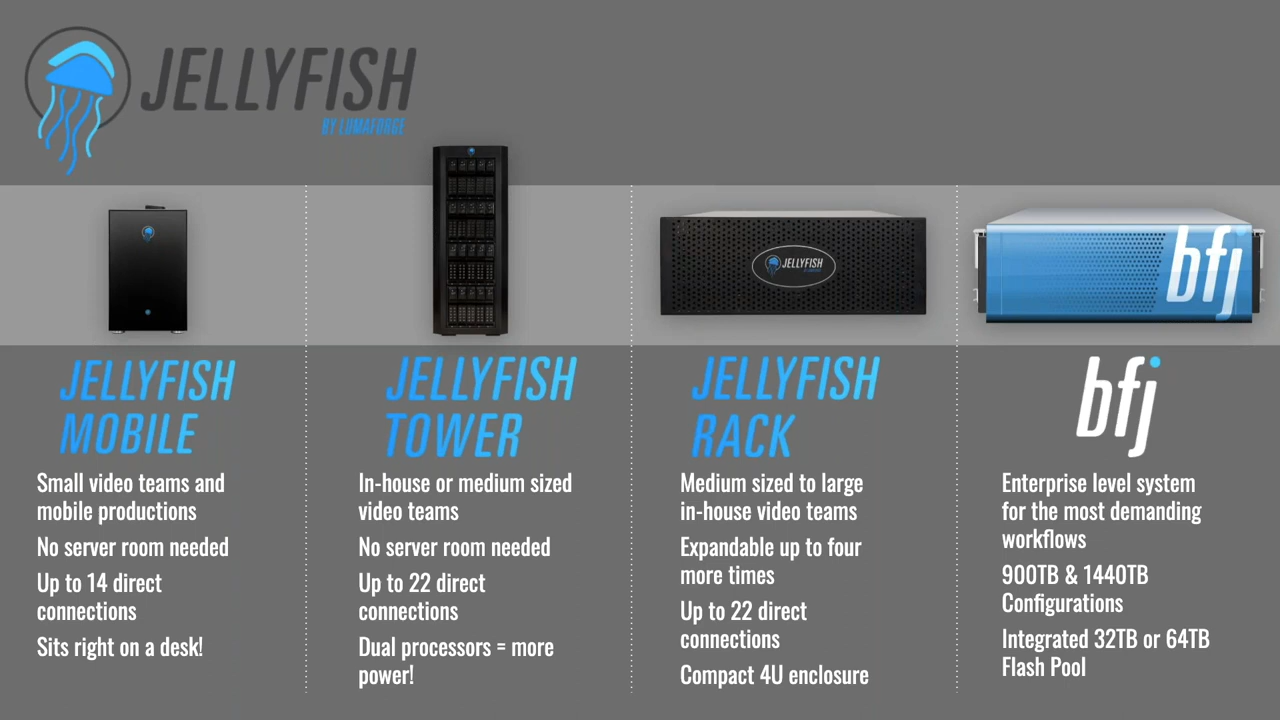 JELLYFISH
BY LUMAFORGE
JELLYFISH
bfj
JELLYFISH
MOBILE
Small video teams and
mobile productions
No server room needed
Up to 14 direct
connections
Sits right on a desk!
JELLYFISH
TOWER
In-house or medium sized
video teams
No server room needed
Up to 22 direct
connections
Dual processors = more
power!
JELLYFISH
RACK
Medium sized to large
in-house video teams
Expandable up to four
more times
Up to 22 direct
connections
Compact 4U enclosure
bfj
Enterprise level system
for the most demanding
workflows
900TB & 1440TB
Configurations
Integrated 32TB or 64TB
Flash Pool